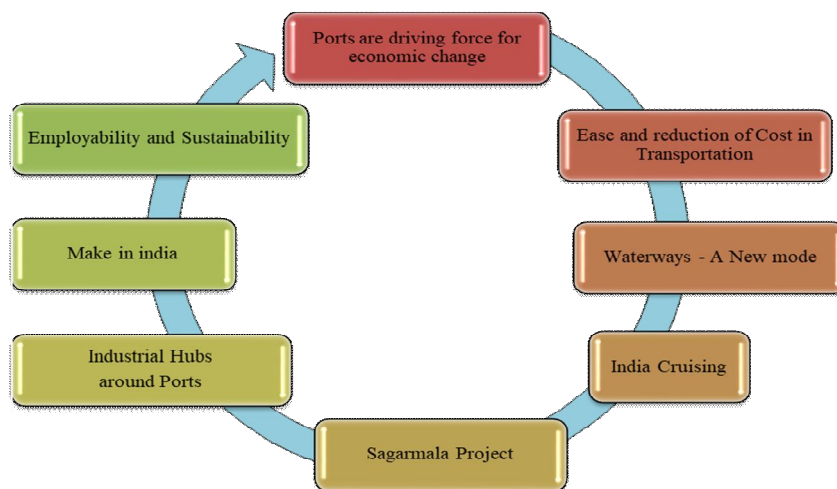 Ports are driving force for
economic change
Ease and reduction of Cost in
Transportation
Waterways - A New mode
India Cruising
Sagarmala Project
Industrial Hubs
around Ports
Make in india
Employability and Sustainability